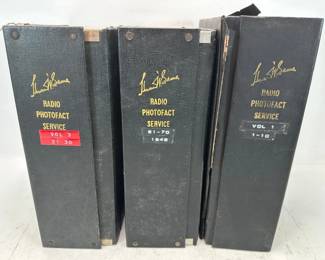 RADIO
PHOTOFACT
SERVICE
VOL 3
21-30
RADIO
PHOTOFACT
SERVICE
61-70
1949
RADIO
PHOTOFACT
SERVICE
VOL 1
1-10